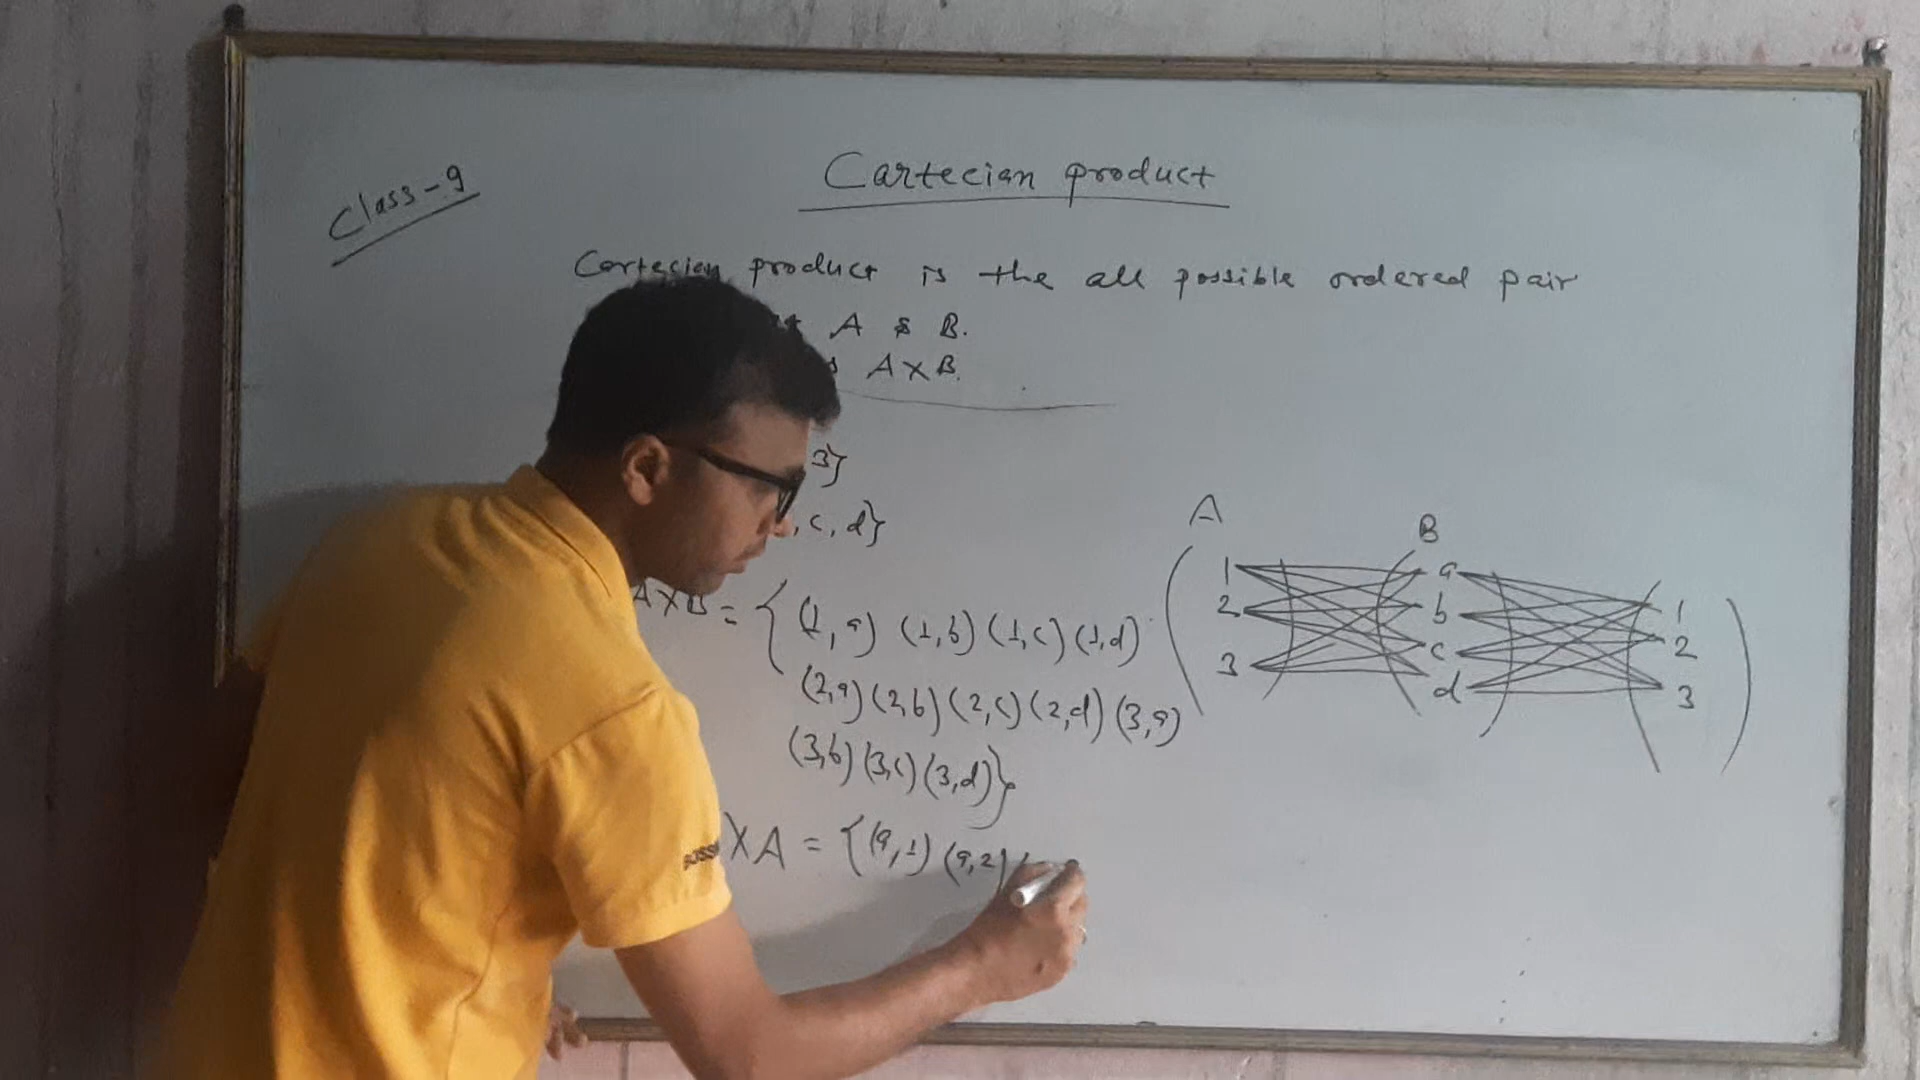 Class-9
Cartecian product
Cartecian product is the all possible ordered pair
A & B.
A×B.
3}
, c, d}
A×B = { (1, a) (1, b) (1, c) (1, d)
(2, a) (2, b) (2, c) (2, d) (3, a)
(3, b) (3, c) (3, d)}
×A = {(a, 1) (a, 2)
A
B
1 a 1
2 b 2
3 c 3
d